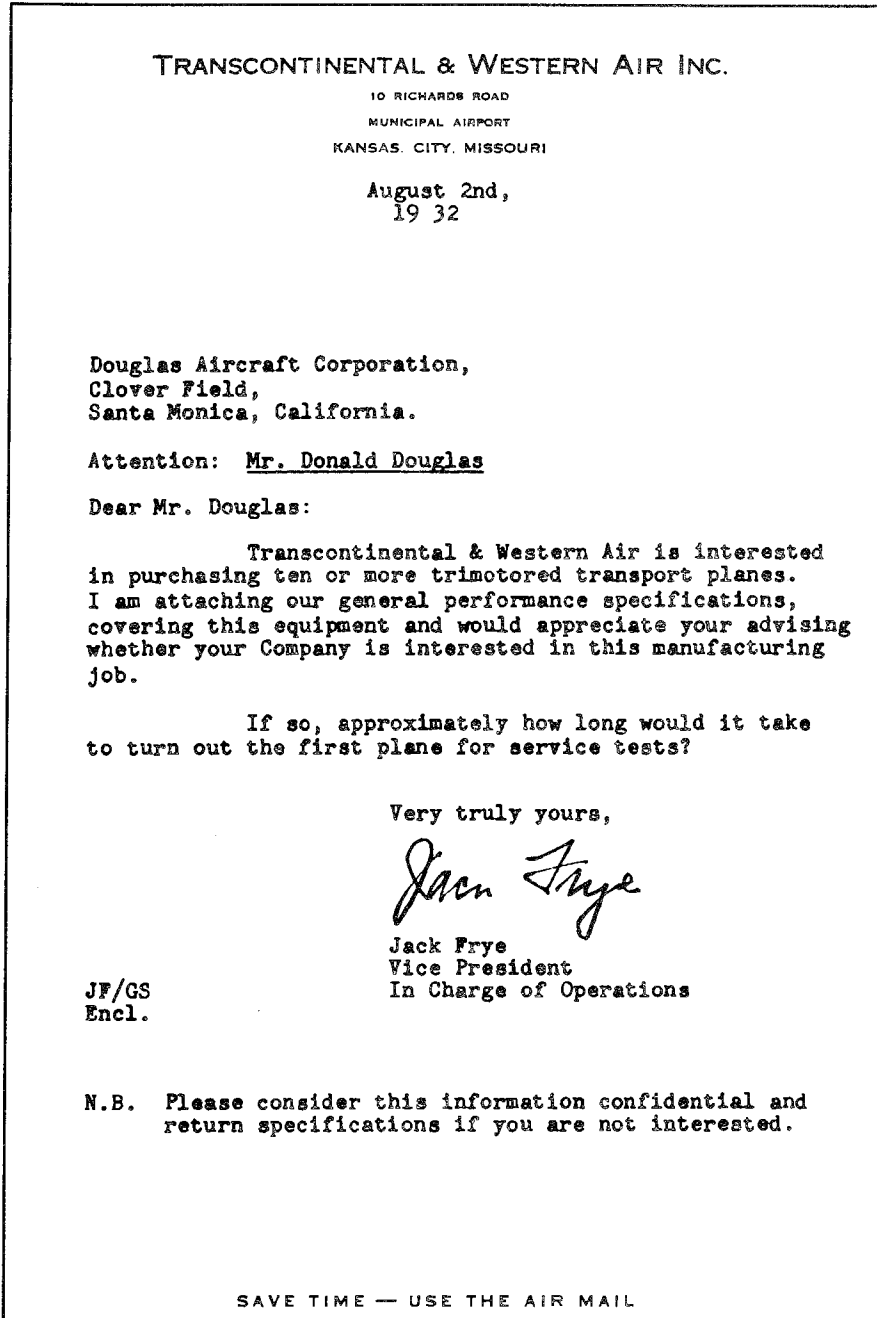 TRANSCONTINENTAL & WESTERN AIR INC.
10 RICHARDS ROAD
MUNICIPAL AIRPORT
KANSAS. CITY, MISSOURI
August 2nd,
19 32
Douglas Aircraft Corporation,
Clover Field,
Santa Monica, California.
Attention: Mr. Donald Douglas
Dear Mr. Douglas:
Transcontinental & Western Air is interested
in purchasing ten or more trimotored transport planes.
I am attaching our general performance specifications,
covering this equipment and would appreciate your advising
whether your Company is interested in this manufacturing
job.
If so, approximately how long would it take
to turn out the first plane for service tests?
Very truly yours,
Jack Frye
Jack Frye
Vice President
JF/GS In Charge of Operations
Encl.
N.B. Please consider this information confidential and
return specifications if you are not interested.
SAVE TIME — USE THE AIR MAIL